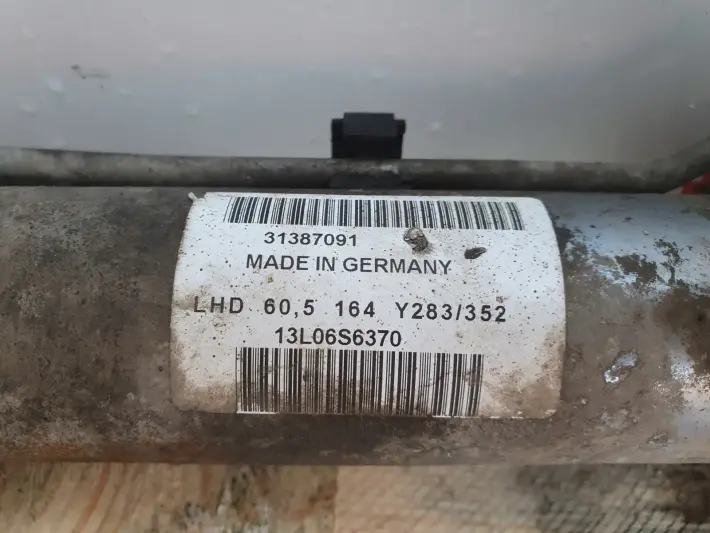 31387091
MADE IN GERMANY
LHD 60,5 164 Y283/352
13L06S6370